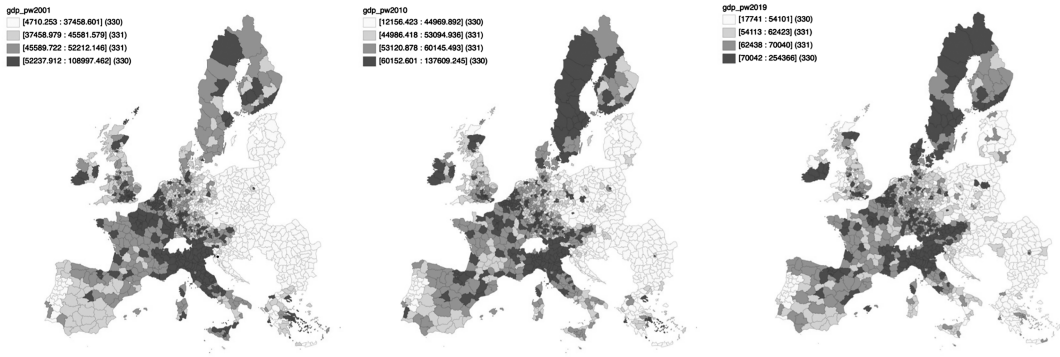 gdp_pw2001
[4710.253 : 37458.601] (330)
[37458.979 : 45581.579] (331)
[45589.722 : 52212.146] (331)
[52237.912 : 108997.462] (330)
gdp_pw2010
[12156.423 : 44969.892] (330)
[44986.418 : 53094.936] (331)
[53120.878 : 60145.493] (331)
[60152.601 : 137609.245] (330)
gdp_pw2019
[17741 : 54101] (330)
[54113 : 62423] (331)
[62438 : 70040] (331)
[70042 : 254366] (330)